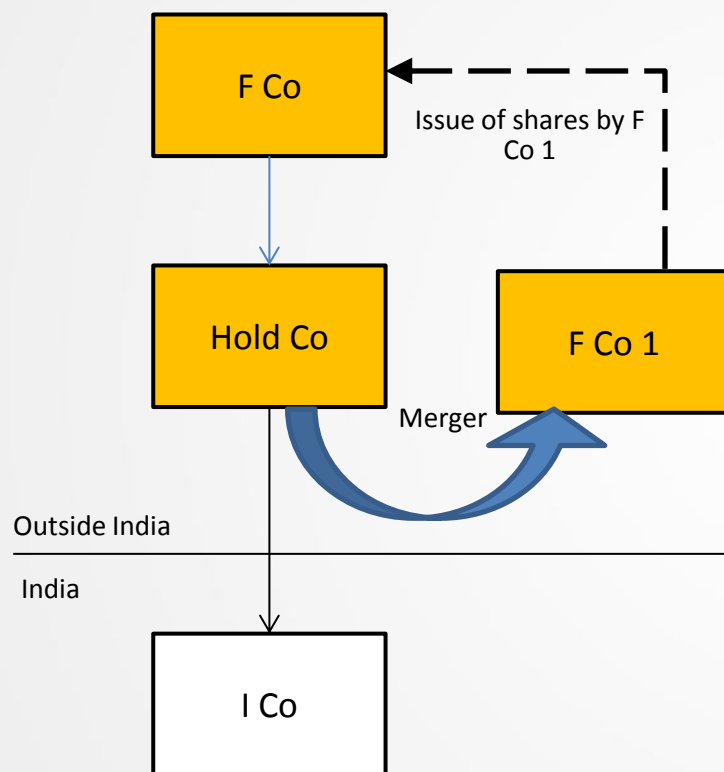 F Co
Issue of shares by F
Co 1
Hold Co
F Co 1
Merger
Outside India
India
I Co